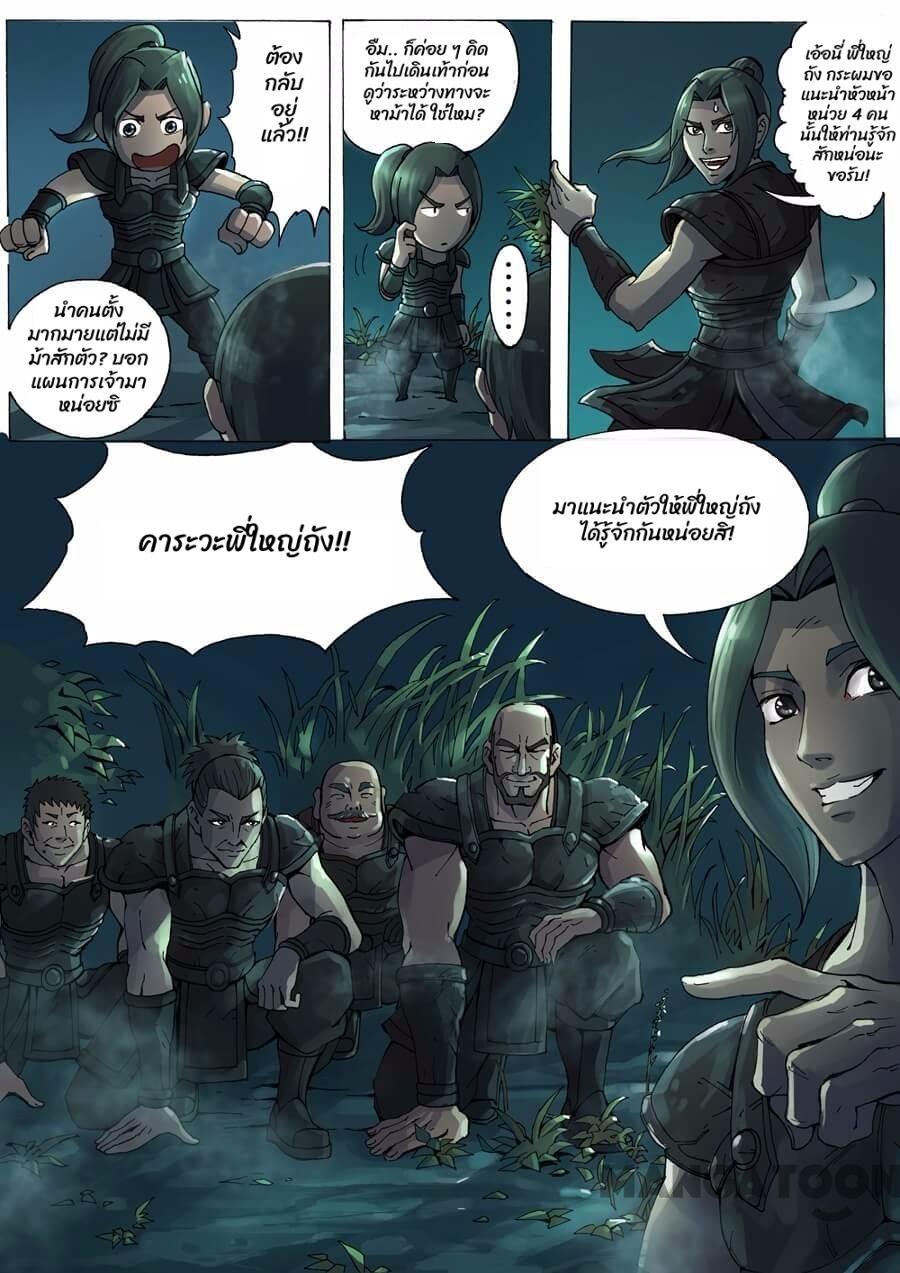 ต้อง
กลับ
อยู่
แล้ว!!
นำคนตั้ง
มากมายแต่ไม่มี
ม้าสักตัว? บอก
แผนการเจ้ามา
หน่อยซิ
อืม.. ก็ค่อย ๆ คิด
กันไปเดินเท้าก่อน
ดูว่าระหว่างทางจะ
หาม้าได้ ใช่ไหม?
......
เอ้อนี่ พี่ใหญ่
ถัง กระผมขอ
แนะนำหัวหน้า
หน่วย 4 คน
นั้นให้ท่านรู้จัก
สักหน่อนะ
ขอรับ!
คาระวะพี่ใหญ่ถัง!!
มาแนะนำตัวให้พี่ใหญ่ถัง
ได้รู้จักกันหน่อยสิ!
MANGATOON